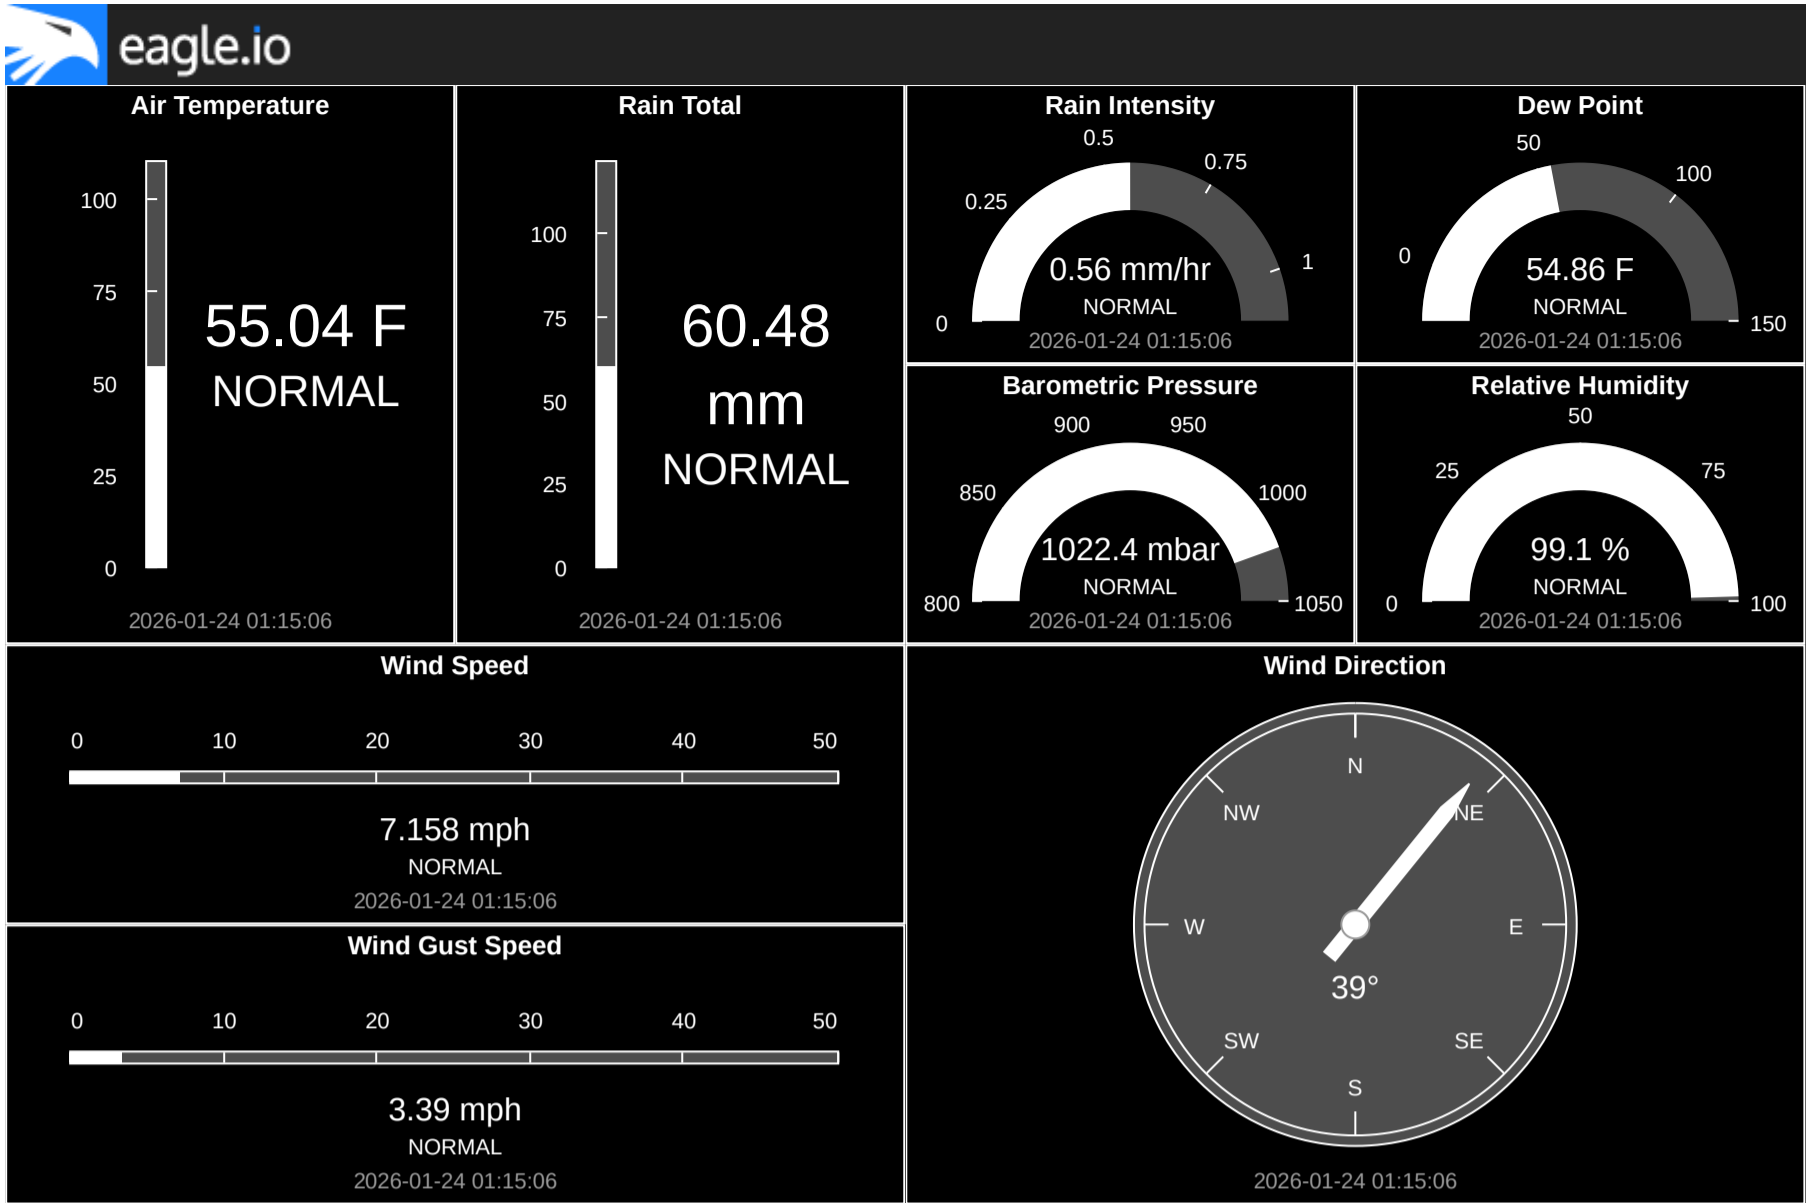 eagle.io
Air Temperature
100
75
50
25
0
55.04 F
NORMAL
2026-01-24 01:15:06
Rain Total
100
75
50
25
0
60.48
mm
NORMAL
2026-01-24 01:15:06
Rain Intensity
0
0.25
0.5
0.75
1
0.56 mm/hr
NORMAL
2026-01-24 01:15:06
Dew Point
0
50
100
150
54.86 F
NORMAL
2026-01-24 01:15:06
Barometric Pressure
800
850
900
950
1000
1050
1022.4 mbar
NORMAL
2026-01-24 01:15:06
Relative Humidity
0
25
50
75
100
99.1 %
NORMAL
2026-01-24 01:15:06
Wind Speed
0 10 20 30 40 50
7.158 mph
NORMAL
2026-01-24 01:15:06
Wind Gust Speed
0 10 20 30 40 50
3.39 mph
NORMAL
2026-01-24 01:15:06
Wind Direction
N
NW NE
W E
39°
SW SE
S
2026-01-24 01:15:06